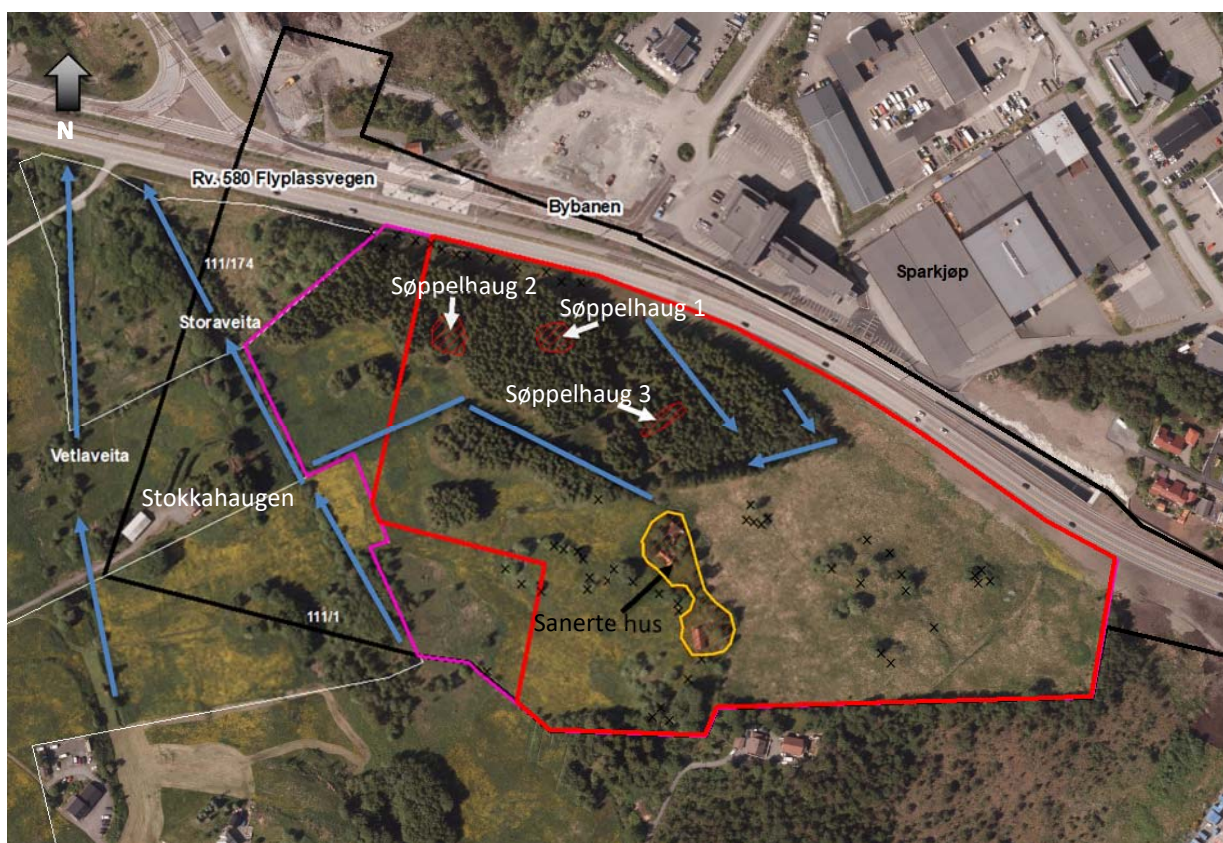 N
Rv. 580 Flyplassvegen
Bybanen
111/174
Sparkjøp
Søppelhaug 2
Søppelhaug 1
Storaveita
Søppelhaug 3
Vetlaveita
Stokkahaugen
111/1
Sanerte hus